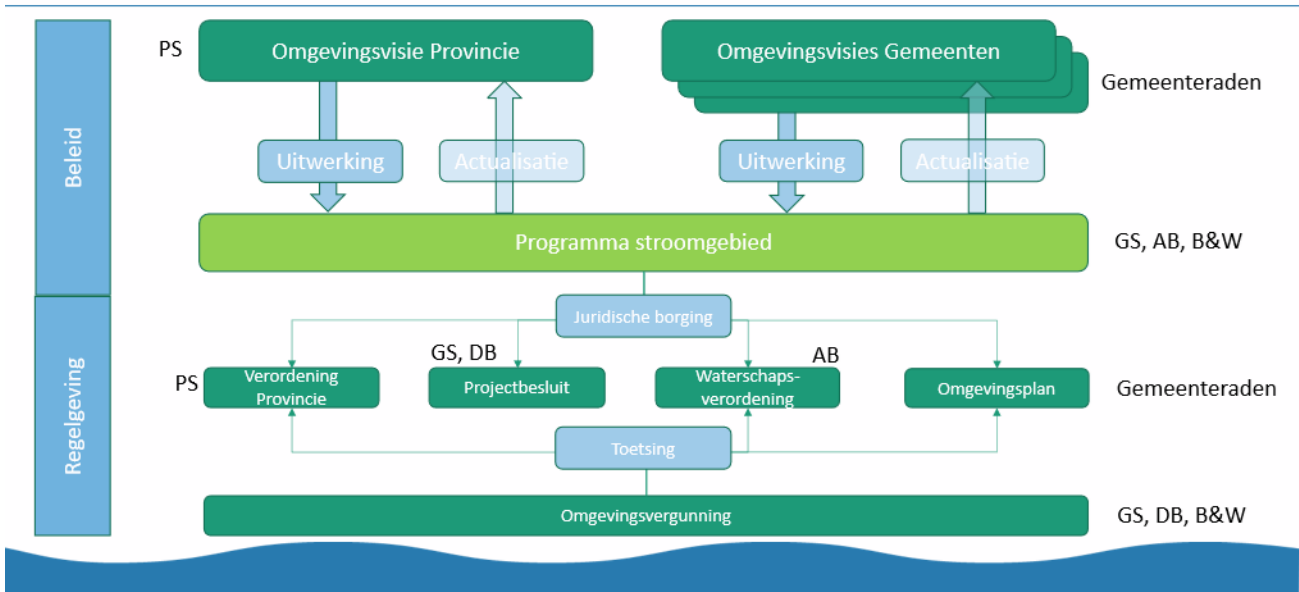 Beleid
PS
Omgevingsvisie Provincie
Omgevingsvisies Gemeenten
Gemeenteraden
Uitwerking
Actualisatie
Uitwerking
Actualisatie
Programma stroomgebied
GS, AB, B&W
Regelgeving
Juridische borging
GS, DB
AB
PS
Verordening
Provincie
Projectbesluit
Waterschaps-
verordening
Omgevingsplan
Gemeenteraden
Toetsing
Omgevingsvergunning
GS, DB, B&W